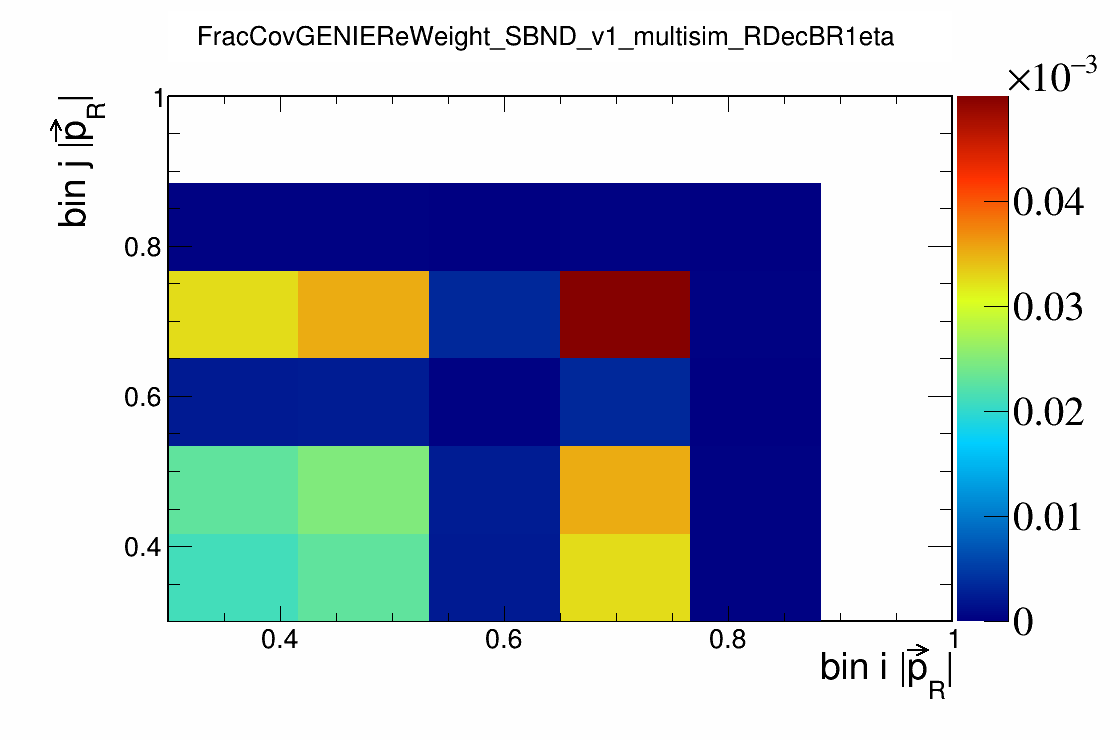 FracCovGENIEReWeight_SBND_v1_multisim_RDecBR1eta
×10⁻³
bin j |p⃗_R|
1
0.8
0.6
0.4
0.04
0.03
0.02
0.01
0
0.4 0.6 0.8 1
bin i |p⃗_R|